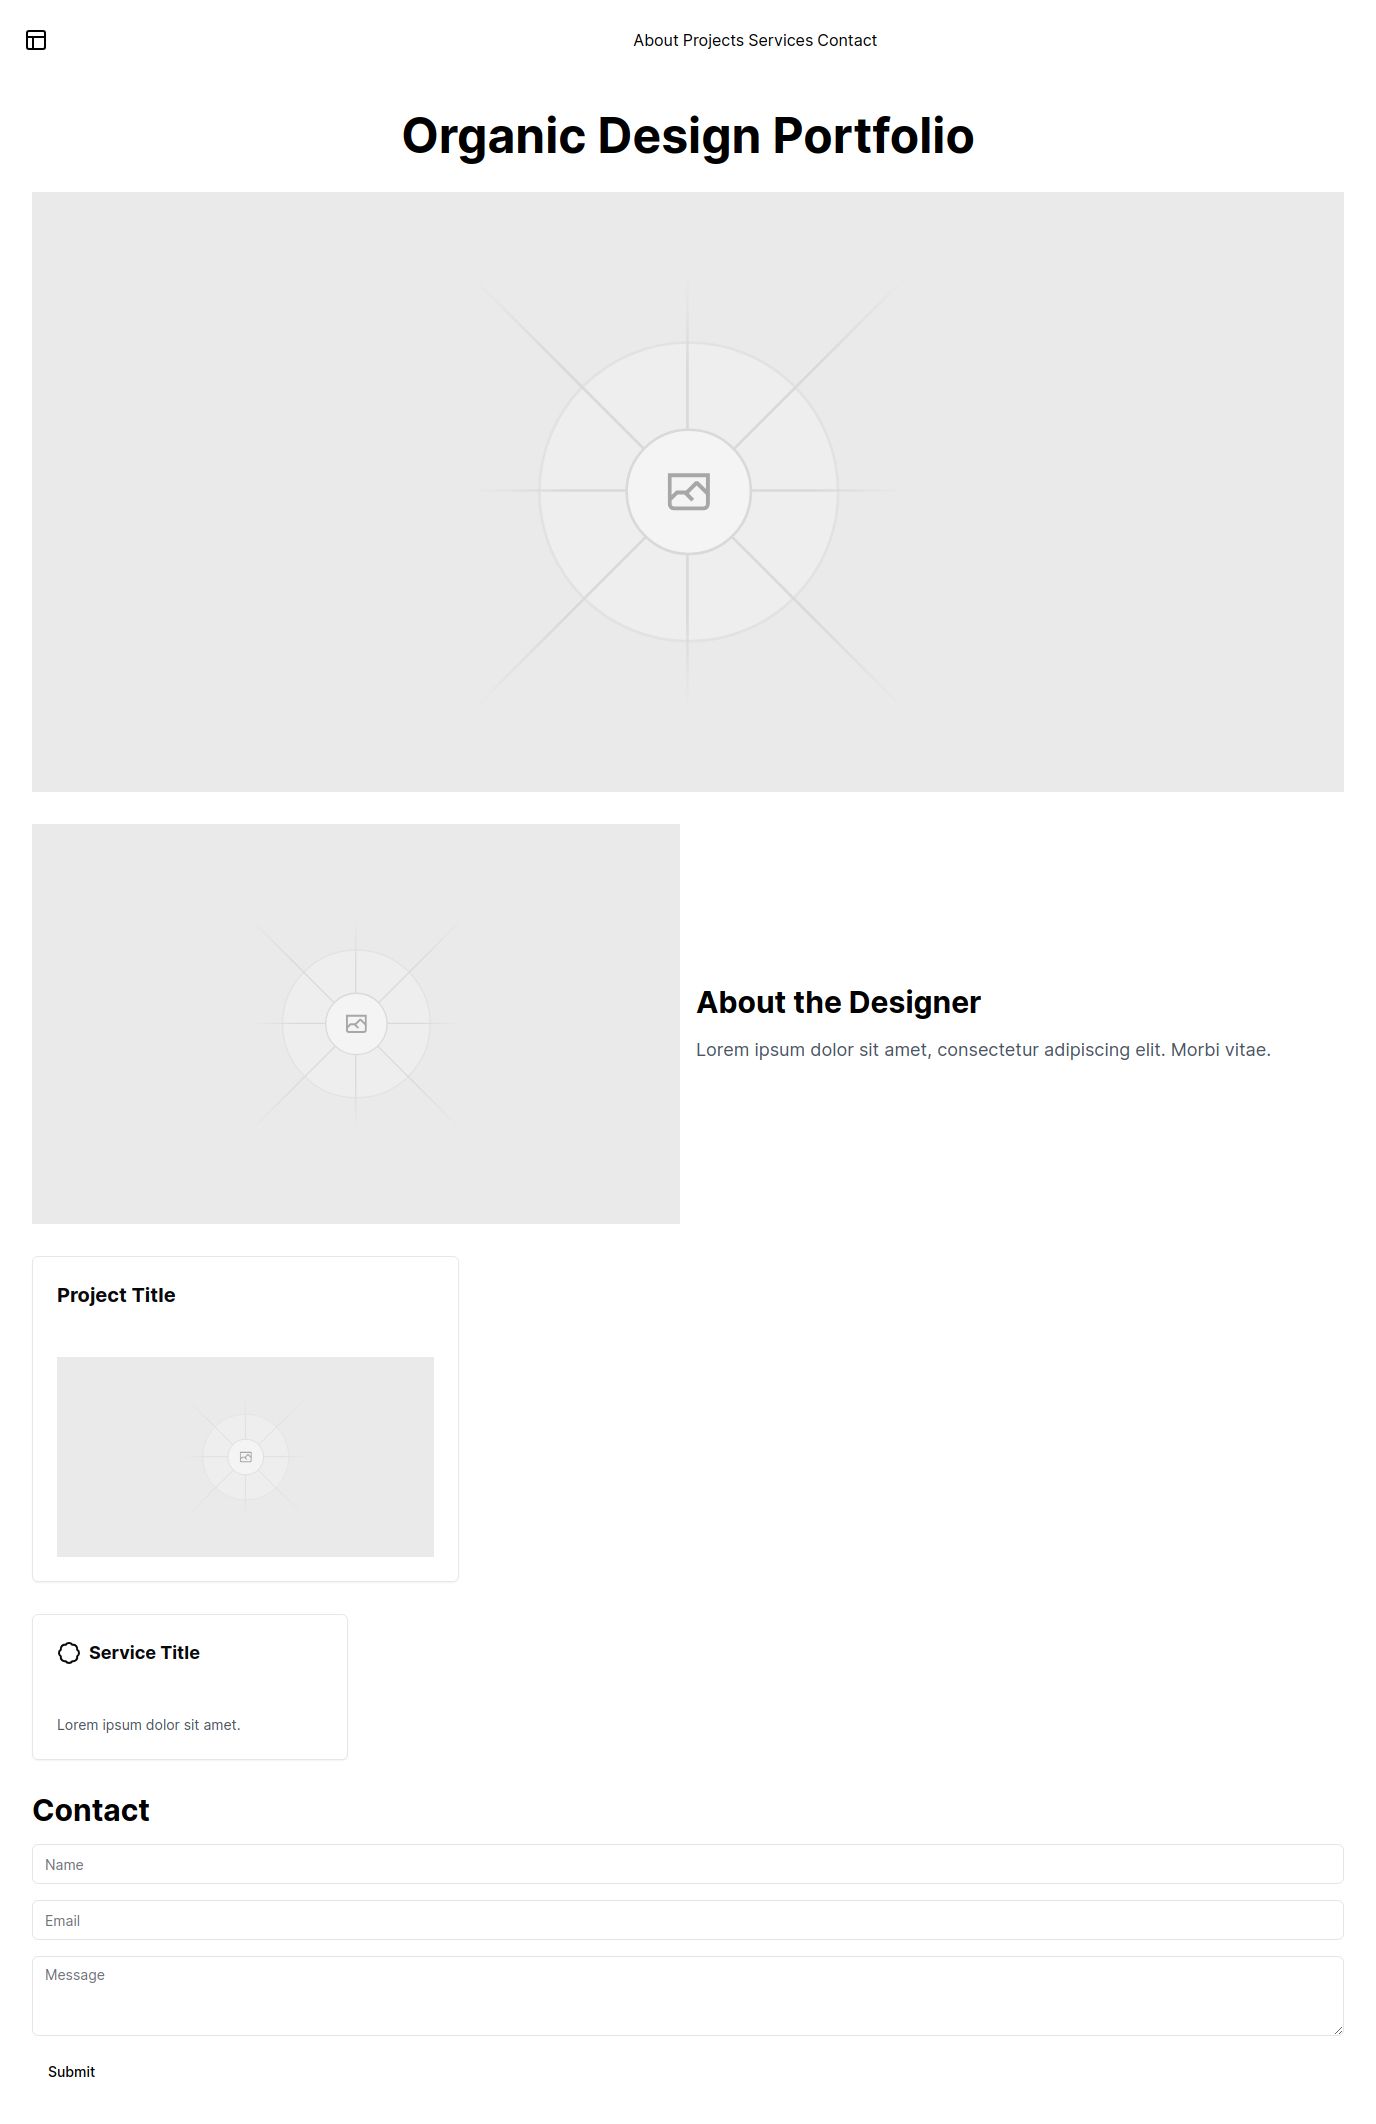 About Projects Services Contact
Organic Design Portfolio
About the Designer
Lorem ipsum dolor sit amet, consectetur adipiscing elit. Morbi vitae.
Project Title
Service Title
Lorem ipsum dolor sit amet.
Contact
Name
Email
Message
Submit